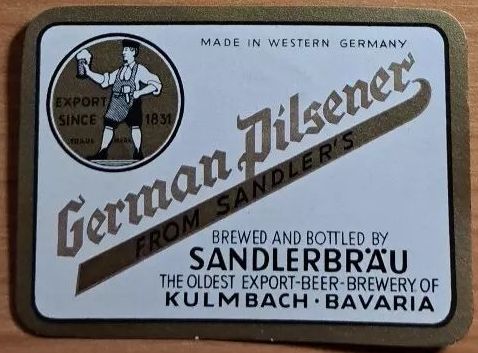 MADE IN WESTERN GERMANY
EXPORT
SINCE 1831
TRADE MARK
German Pilsener
FROM SANDLER'S
BREWED AND BOTTLED BY
SANDLERBRÄU
THE OLDEST EXPORT-BEER-BREWERY OF
KULMBACH · BAVARIA